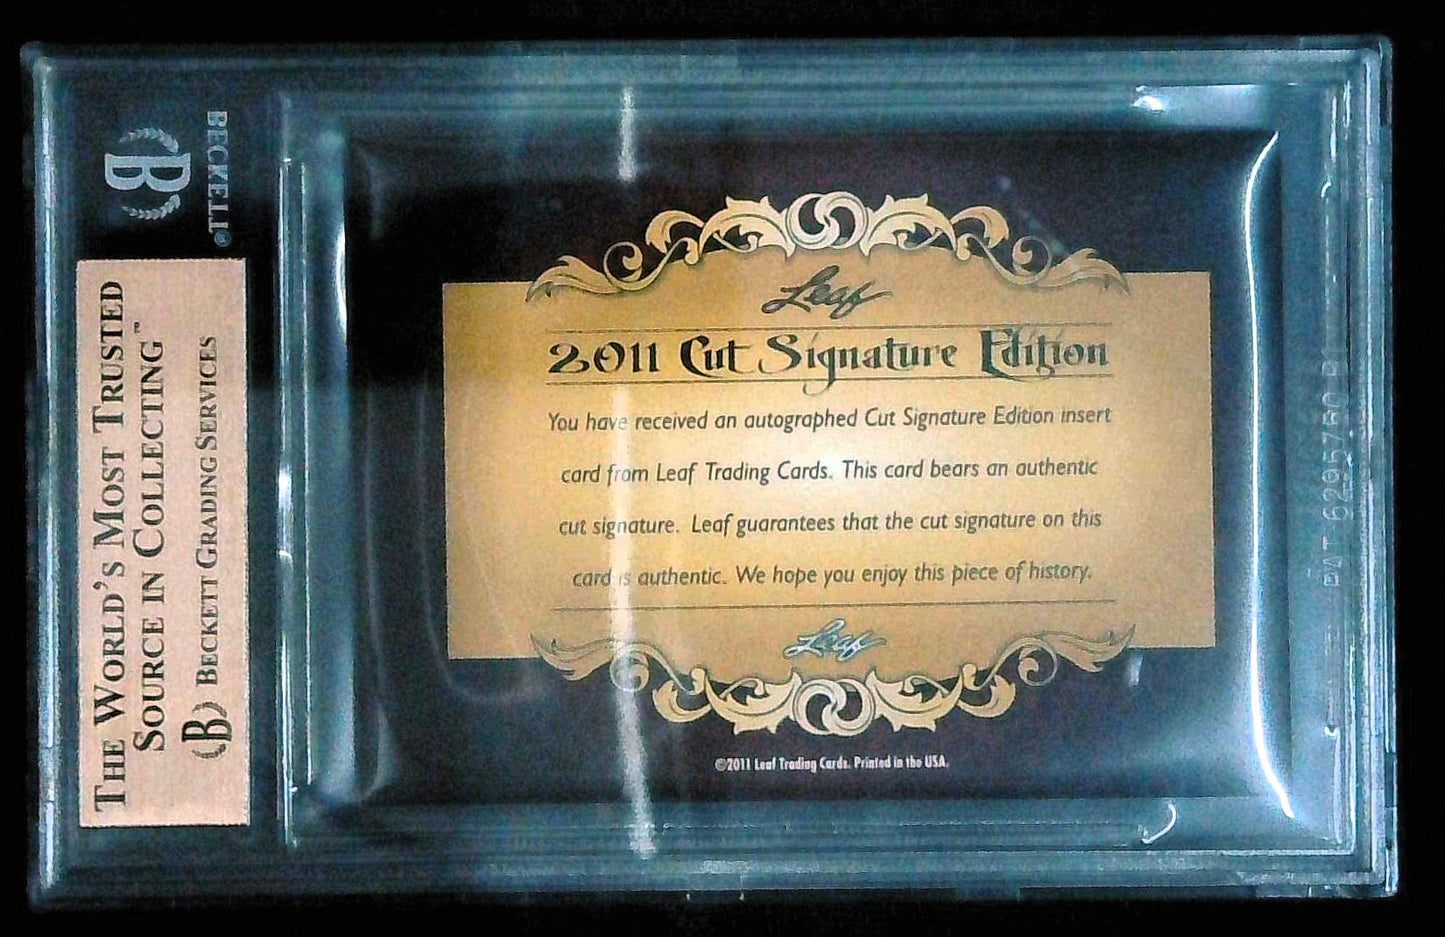 BECKETT®
THE WORLD'S MOST TRUSTED
SOURCE IN COLLECTING™
B BECKETT GRADING SERVICES
Leaf
2011 Cut Signature Edition
You have received an autographed Cut Signature Edition insert
card from Leaf Trading Cards. This card bears an authentic
cut signature. Leaf guarantees that the cut signature on this
card is authentic. We hope you enjoy this piece of history.
Leaf
©2011 Leaf Trading Cards. Printed in the USA.